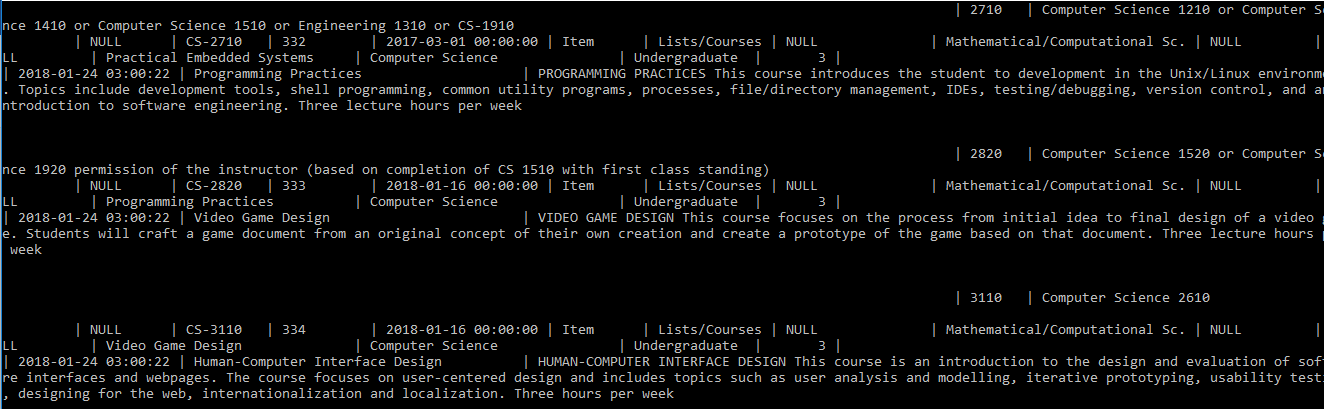 | 2710 | Computer Science 1210 or Computer S
nce 1410 or Computer Science 1510 or Engineering 1310 or CS-1910
| NULL | CS-2710 | 332 | 2017-03-01 00:00:00 | Item | Lists/Courses | NULL | Mathematical/Computational Sc. | NULL |
LL | Practical Embedded Systems | Computer Science | Undergraduate | 3 |
| 2018-01-24 03:00:22 | Programming Practices | PROGRAMMING PRACTICES This course introduces the student to development in the Unix/Linux environm
. Topics include development tools, shell programming, common utility programs, processes, file/directory management, IDEs, testing/debugging, version control, and a
ntroduction to software engineering. Three lecture hours per week
| 2820 | Computer Science 1520 or Computer S
nce 1920 permission of the instructor (based on completion of CS 1510 with first class standing)
| NULL | CS-2820 | 333 | 2018-01-16 00:00:00 | Item | Lists/Courses | NULL | Mathematical/Computational Sc. | NULL |
LL | Programming Practices | Computer Science | Undergraduate | 3 |
| 2018-01-24 03:00:22 | Video Game Design | VIDEO GAME DESIGN This course focuses on the process from initial idea to final design of a video
e. Students will craft a game document from an original concept of their own creation and create a prototype of the game based on that document. Three lecture hours
week
| 3110 | Computer Science 2610
| NULL | CS-3110 | 334 | 2018-01-16 00:00:00 | Item | Lists/Courses | NULL | Mathematical/Computational Sc. | NULL |
LL | Video Game Design | Computer Science | Undergraduate | 3 |
| 2018-01-24 03:00:22 | Human-Computer Interface Design | HUMAN-COMPUTER INTERFACE DESIGN This course is an introduction to the design and evaluation of sof
re interfaces and webpages. The course focuses on user-centered design and includes topics such as user analysis and modelling, iterative prototyping, usability test
, designing for the web, internationalization and localization. Three hours per week